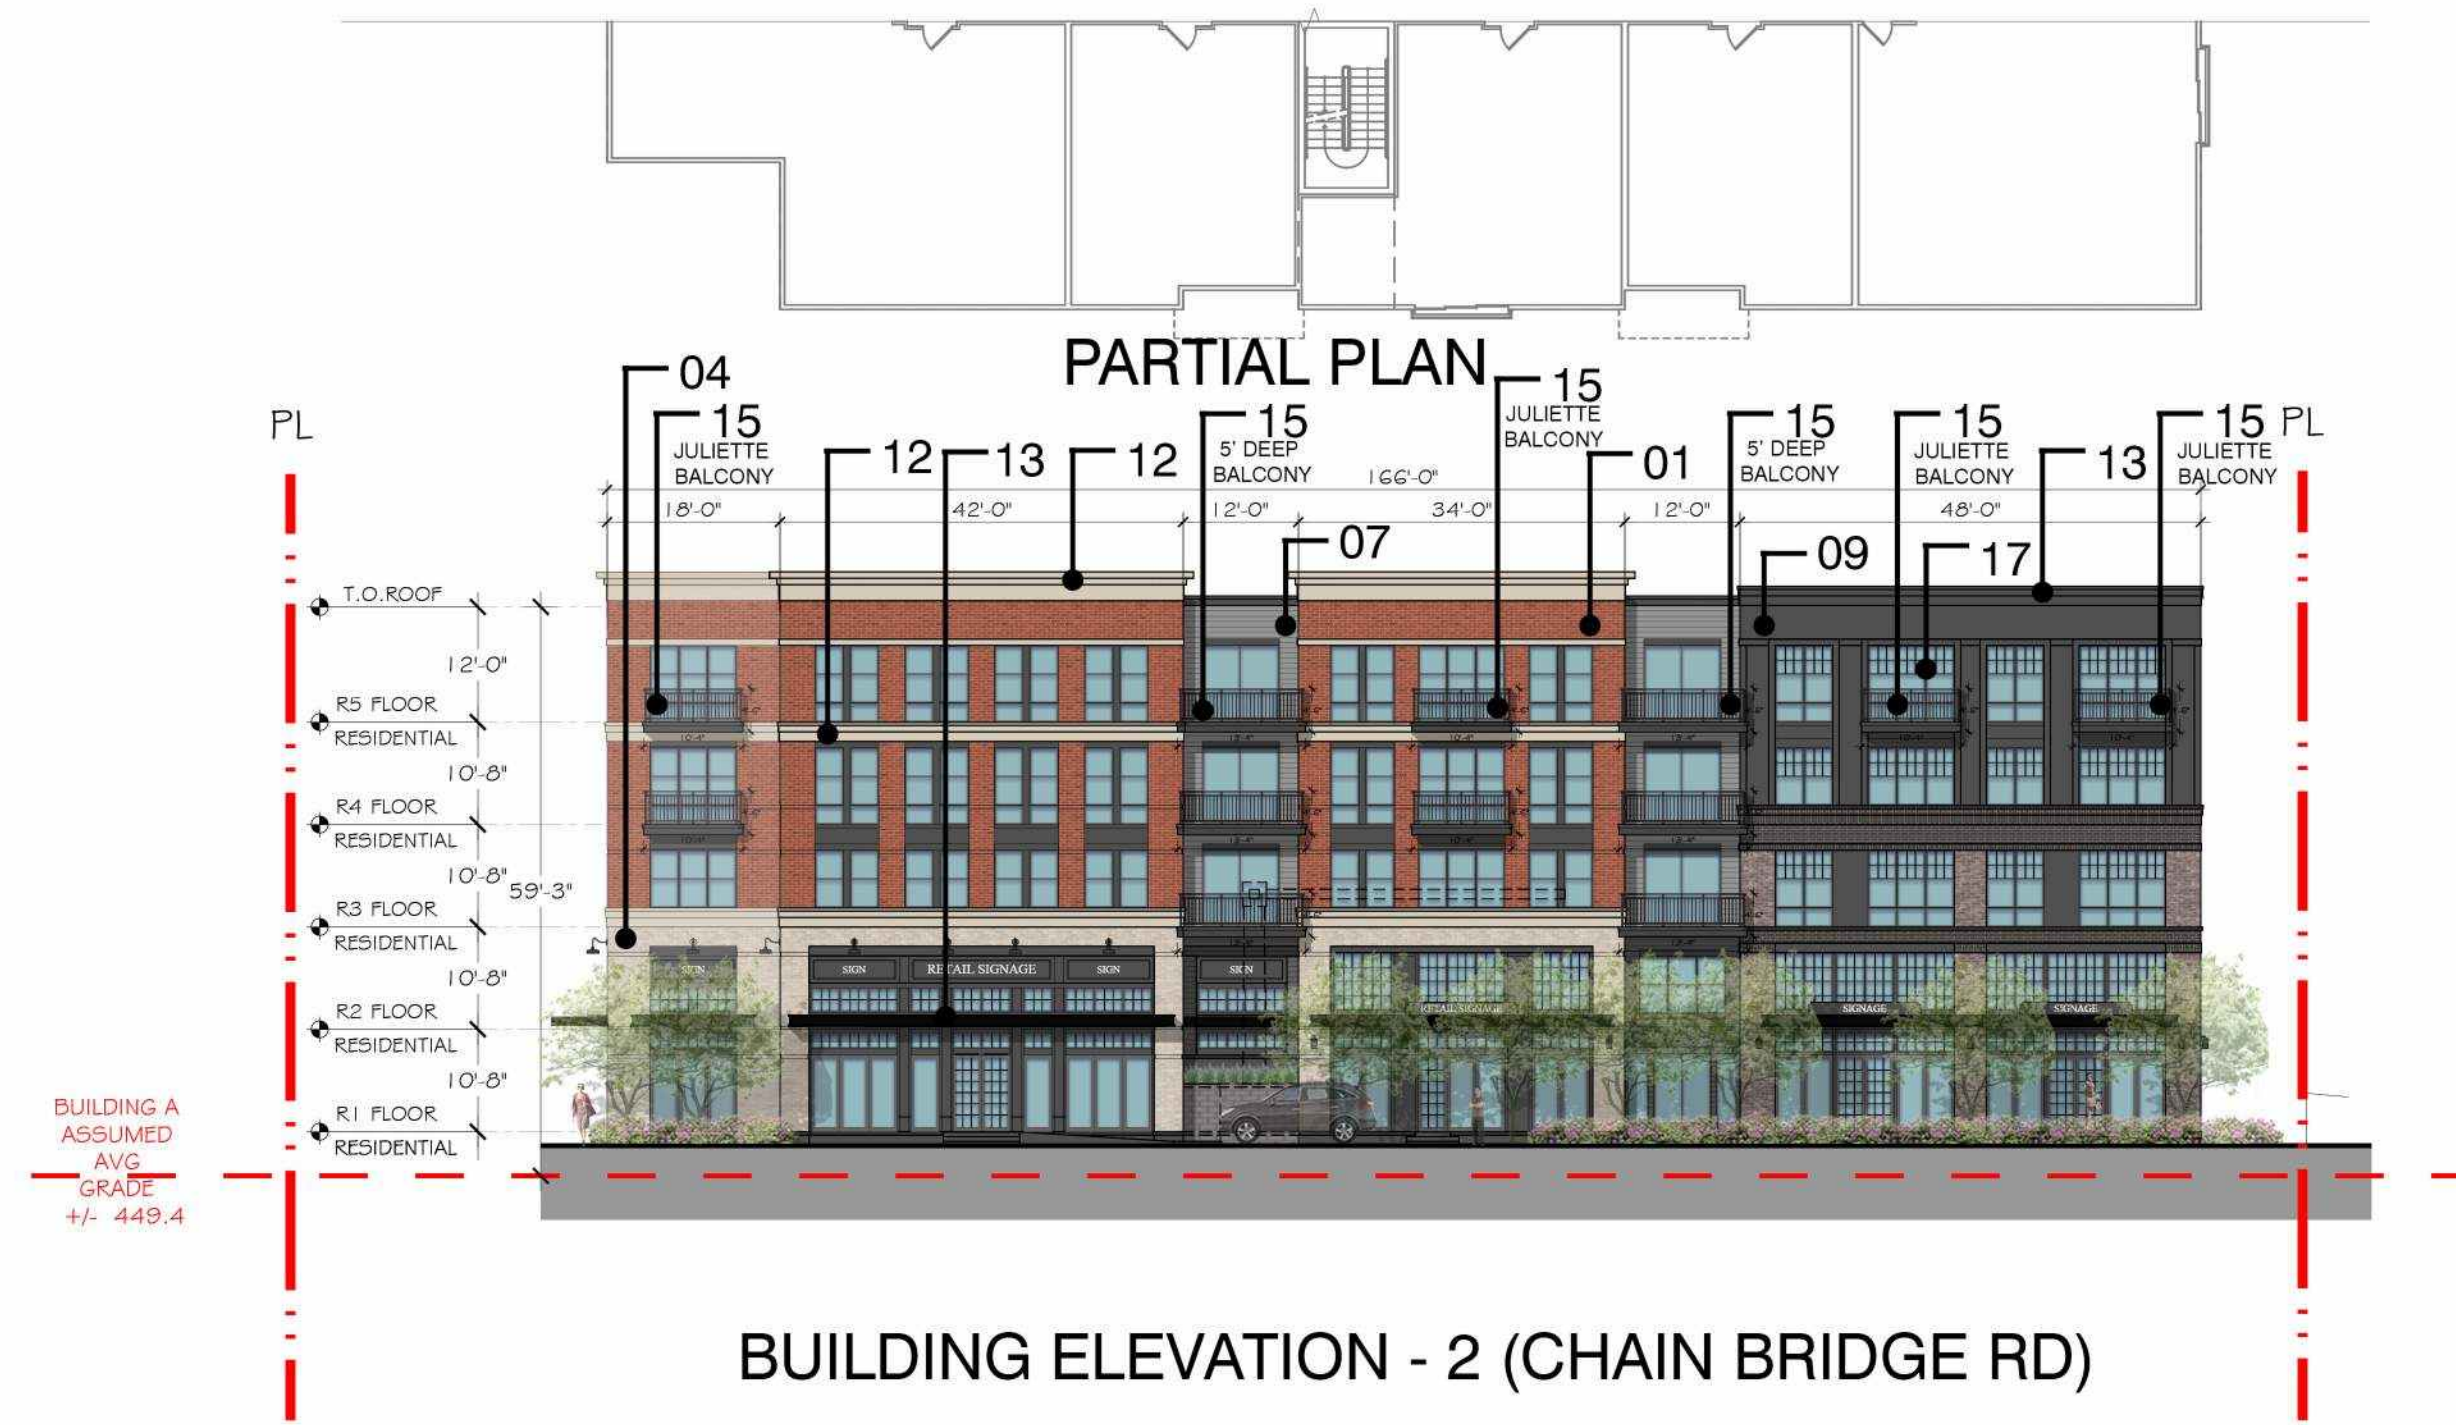 PARTIAL PLAN
04
15
JULIETTE
BALCONY
12
13
12
15
5' DEEP
BALCONY
15
JULIETTE
BALCONY
01
15
5' DEEP
BALCONY
15
JULIETTE
BALCONY
13
15
JULIETTE
BALCONY
PL
PL
166'-0"
18'-0"
42'-0"
12'-0"
34'-0"
12'-0"
48'-0"
07
09
17
T.O.ROOF
12'-0"
R5 FLOOR
RESIDENTIAL
10'-8"
R4 FLOOR
RESIDENTIAL
10'-8"
59'-3"
R3 FLOOR
RESIDENTIAL
10'-8"
R2 FLOOR
RESIDENTIAL
10'-8"
R1 FLOOR
RESIDENTIAL
BUILDING A
ASSUMED
AVG
GRADE
+/- 449.4
SIGN
SIGN
RETAIL SIGNAGE
SIGN
SIGN
RETAIL SIGNAGE
SIGNAGE
SIGNAGE
BUILDING ELEVATION - 2 (CHAIN BRIDGE RD)